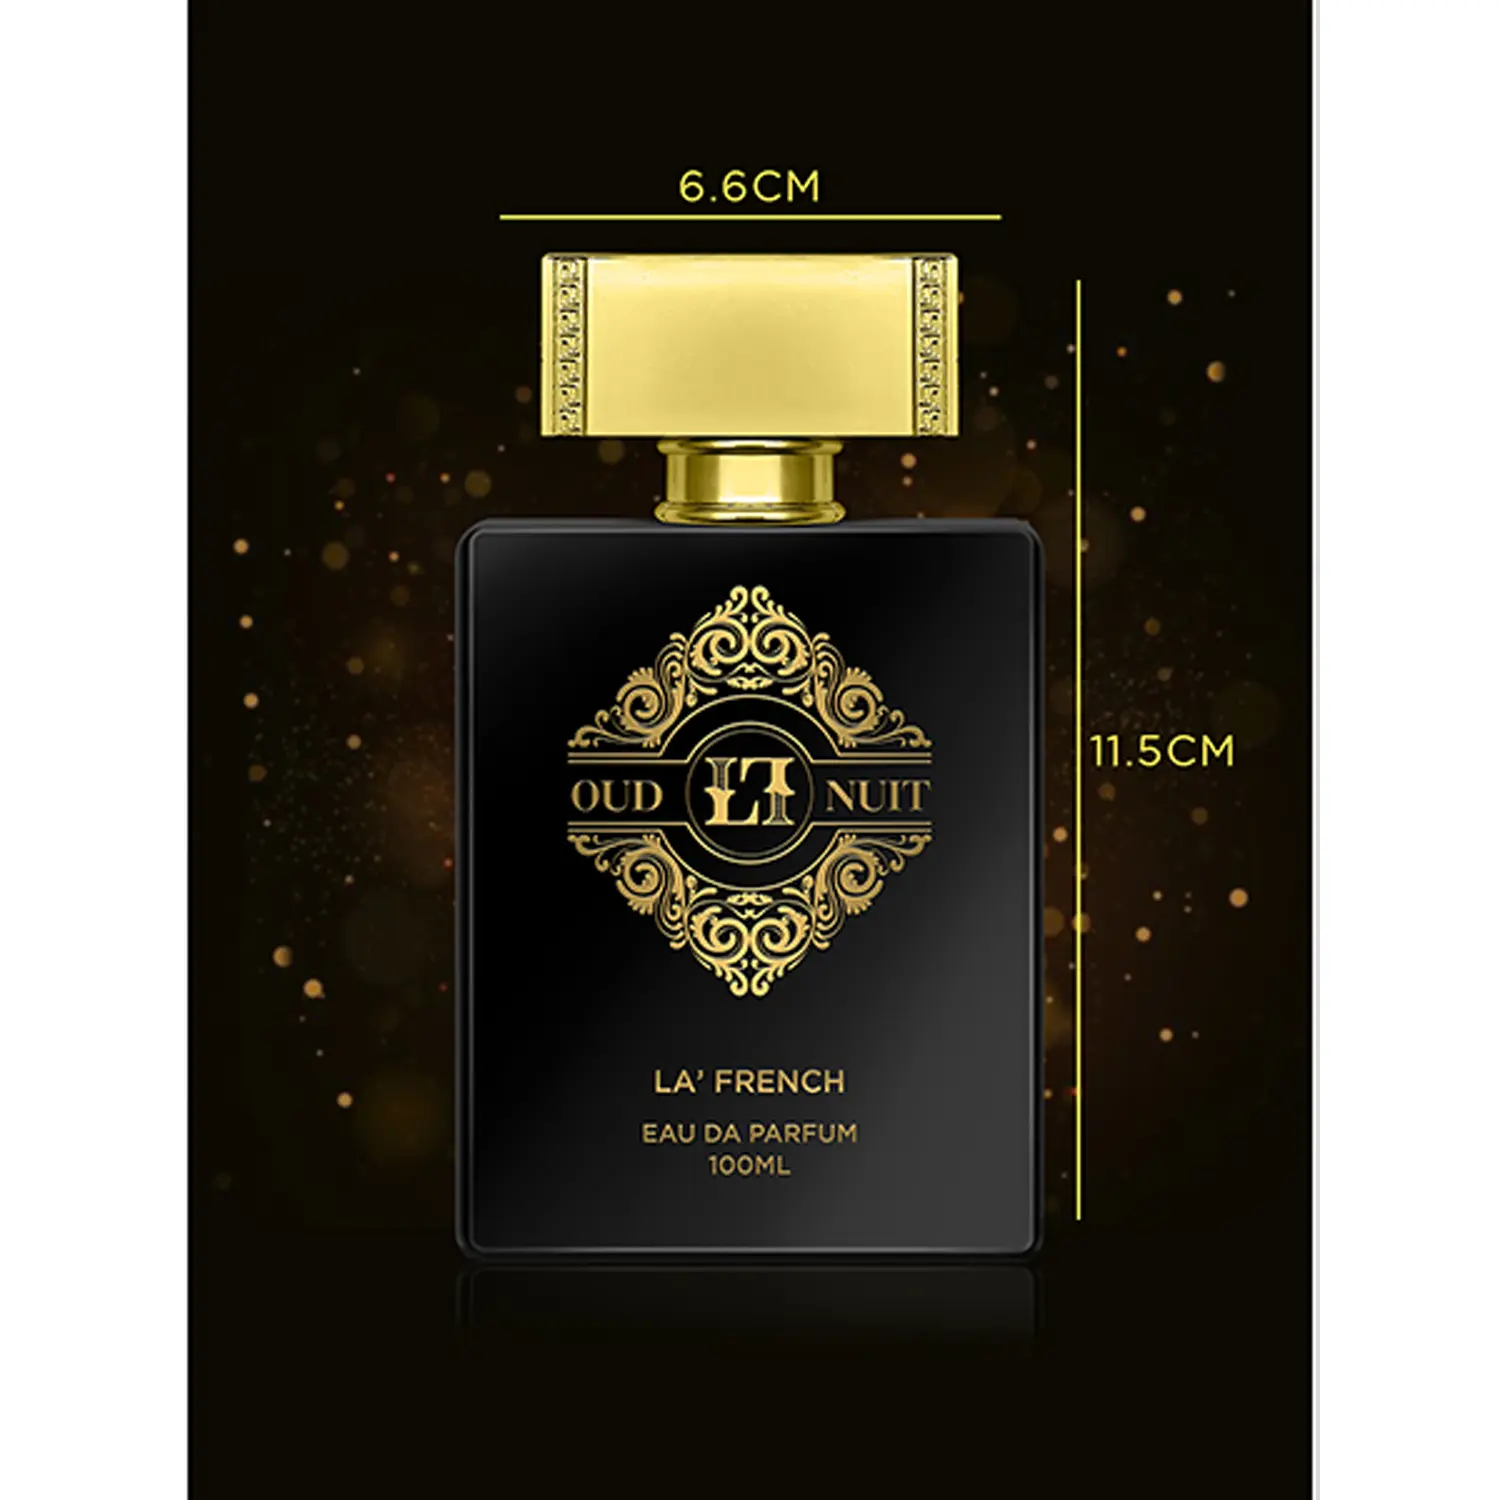 6.6CM
11.5CM
OUD LF NUIT
LA' FRENCH
EAU DA PARFUM
100ML